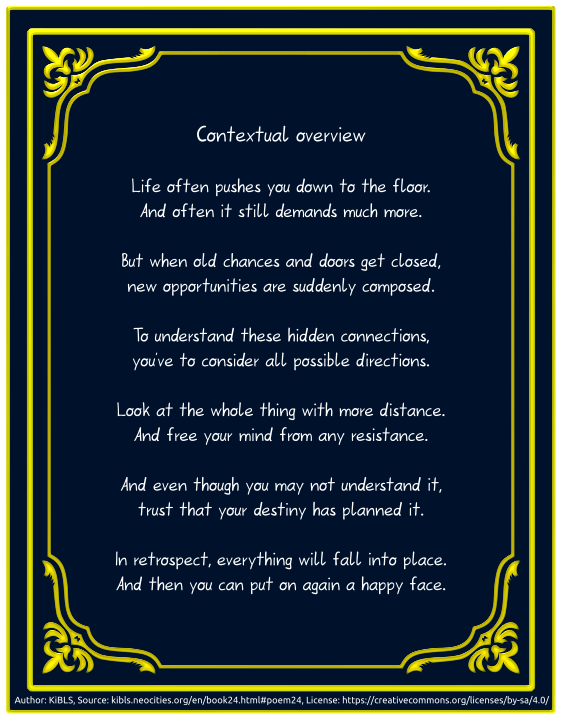 Contextual overview
Life often pushes you down to the floor.
And often it still demands much more.
But when old chances and doors get closed,
new opportunities are suddenly composed.
To understand these hidden connections,
you've to consider all possible directions.
Look at the whole thing with more distance.
And free your mind from any resistance.
And even though you may not understand it,
trust that your destiny has planned it.
In retrospect, everything will fall into place.
And then you can put on again a happy face.
Author: KiBLS, Source: kibls.neocities.org/en/book24.html#poem24, License: https://creativecommons.org/licenses/by-sa/4.0/